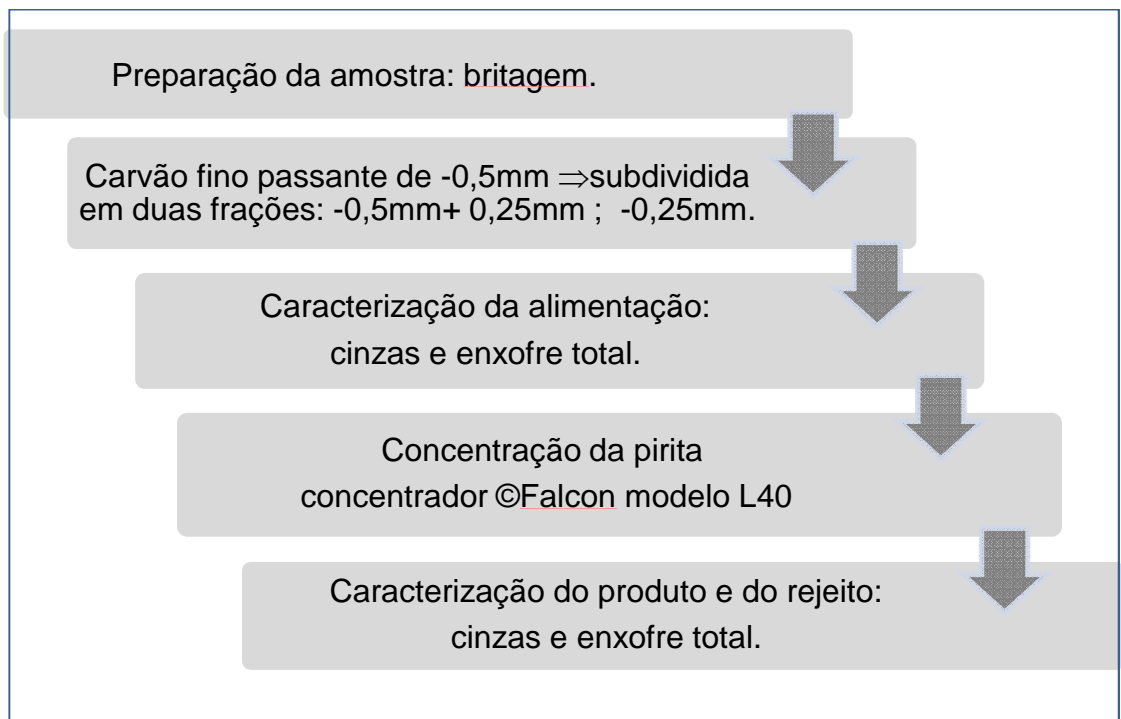 Preparação da amostra: britagem.
Carvão fino passante de -0,5mm ⇒subdividida
em duas frações: -0,5mm+ 0,25mm ; -0,25mm.
Caracterização da alimentação:
cinzas e enxofre total.
Concentração da pirita
concentrador ©Falcon modelo L40
Caracterização do produto e do rejeito:
cinzas e enxofre total.